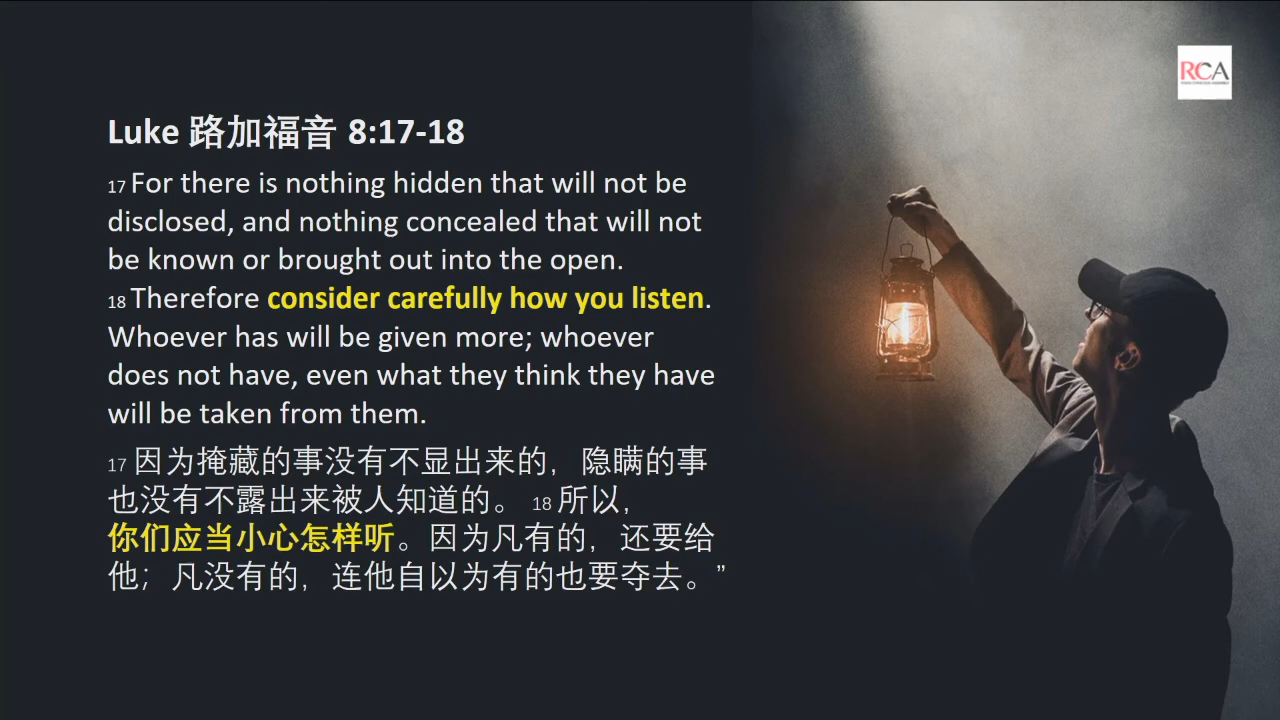 Luke 路加福音 8:17-18
17 For there is nothing hidden that will not be
disclosed, and nothing concealed that will not
be known or brought out into the open.
18 Therefore consider carefully how you listen.
Whoever has will be given more; whoever
does not have, even what they think they have
will be taken from them.
17 因为掩藏的事没有不显出来的，隐瞒的事
也没有不露出来被人知道的。 18 所以，
你们应当小心怎样听。因为凡有的，还要给
他；凡没有的，连他自以为有的也要夺去。”
RCA